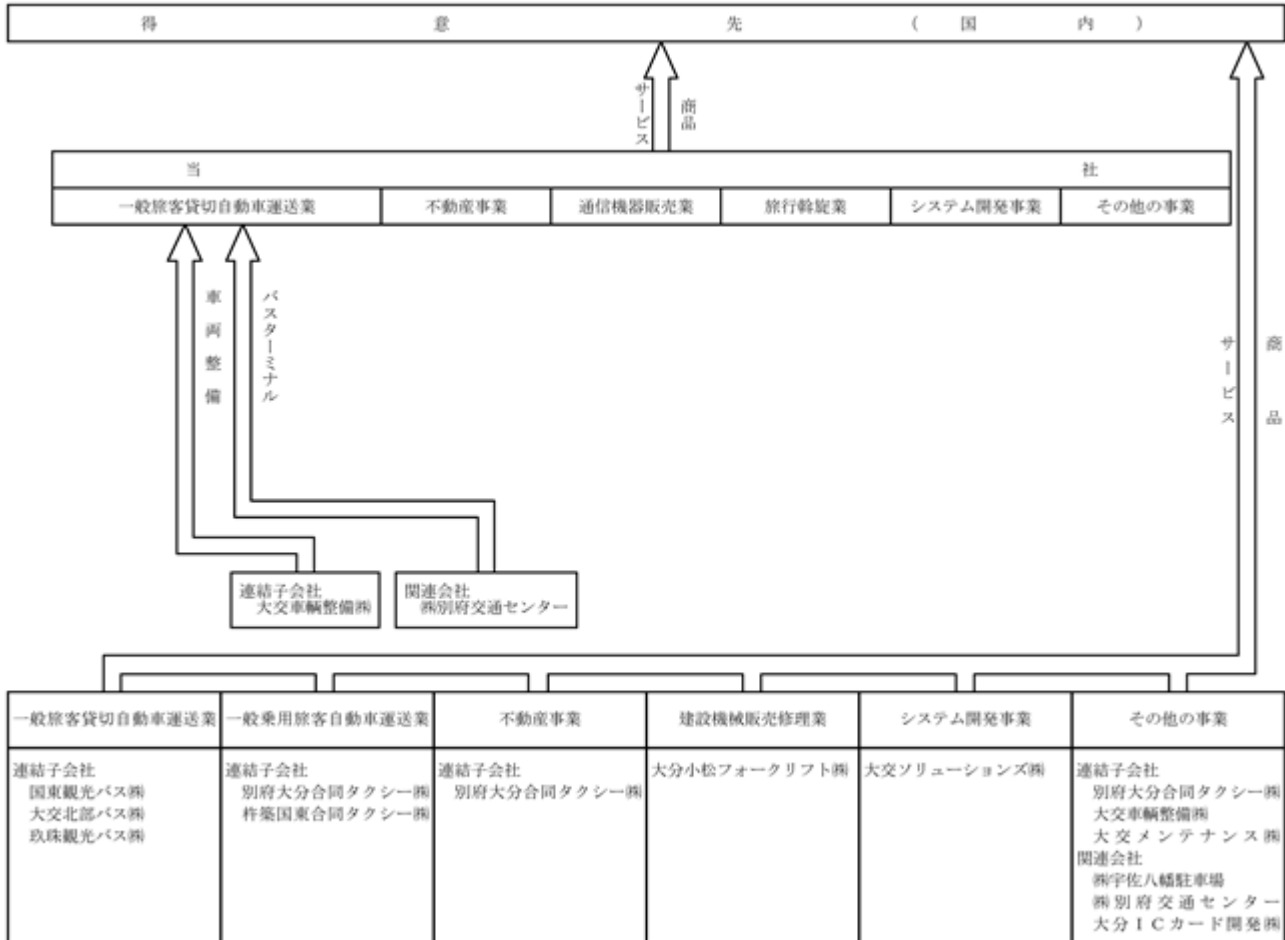 得意先(国内)
サービス
商品
当社
一般旅客貸切自動車運送業
不動産事業
通信機器販売業
旅行斡旋業
システム開発事業
その他の事業
車両整備
バスターミナル
サービス
商品
連結子会社
大交車輌整備㈱
関連会社
㈱別府交通センター
一般旅客貸切自動車運送業
一般乗用旅客自動車運送業
不動産事業
建設機械販売修理業
システム開発事業
その他の事業
連結子会社
国東観光バス㈱
大交北部バス㈱
玖珠観光バス㈱
連結子会社
別府大分合同タクシー㈱
杵築国東合同タクシー㈱
連結子会社
別府大分合同タクシー㈱
大分小松フォークリフト㈱
大交ソリューションズ㈱
連結子会社
別府大分合同タクシー㈱
大交車輌整備㈱
大交メンテナンス㈱
関連会社
㈱宇佐八幡駐車場
㈱別府交通センター
大分ICカード開発㈱